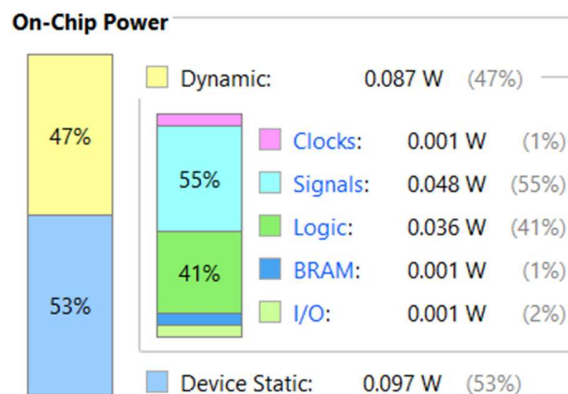 On-Chip Power
Dynamic: 0.087 W (47%)
47%
Clocks: 0.001 W (1%)
55% Signals: 0.048 W (55%)
Logic: 0.036 W (41%)
41% BRAM: 0.001 W (1%)
53% I/O: 0.001 W (2%)
Device Static: 0.097 W (53%)